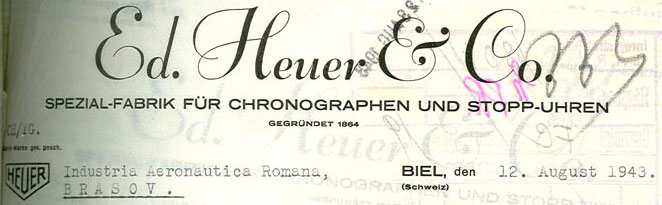 Ed. Heuer & Co.
SPEZIAL-FABRIK FÜR CHRONOGRAPHEN UND STOPP-UHREN
GEGRÜNDET 1864
HEUER
Industria Aeronautica Romana,
BRASOV.
BIEL, den 12. August 1943.
(Schweiz)